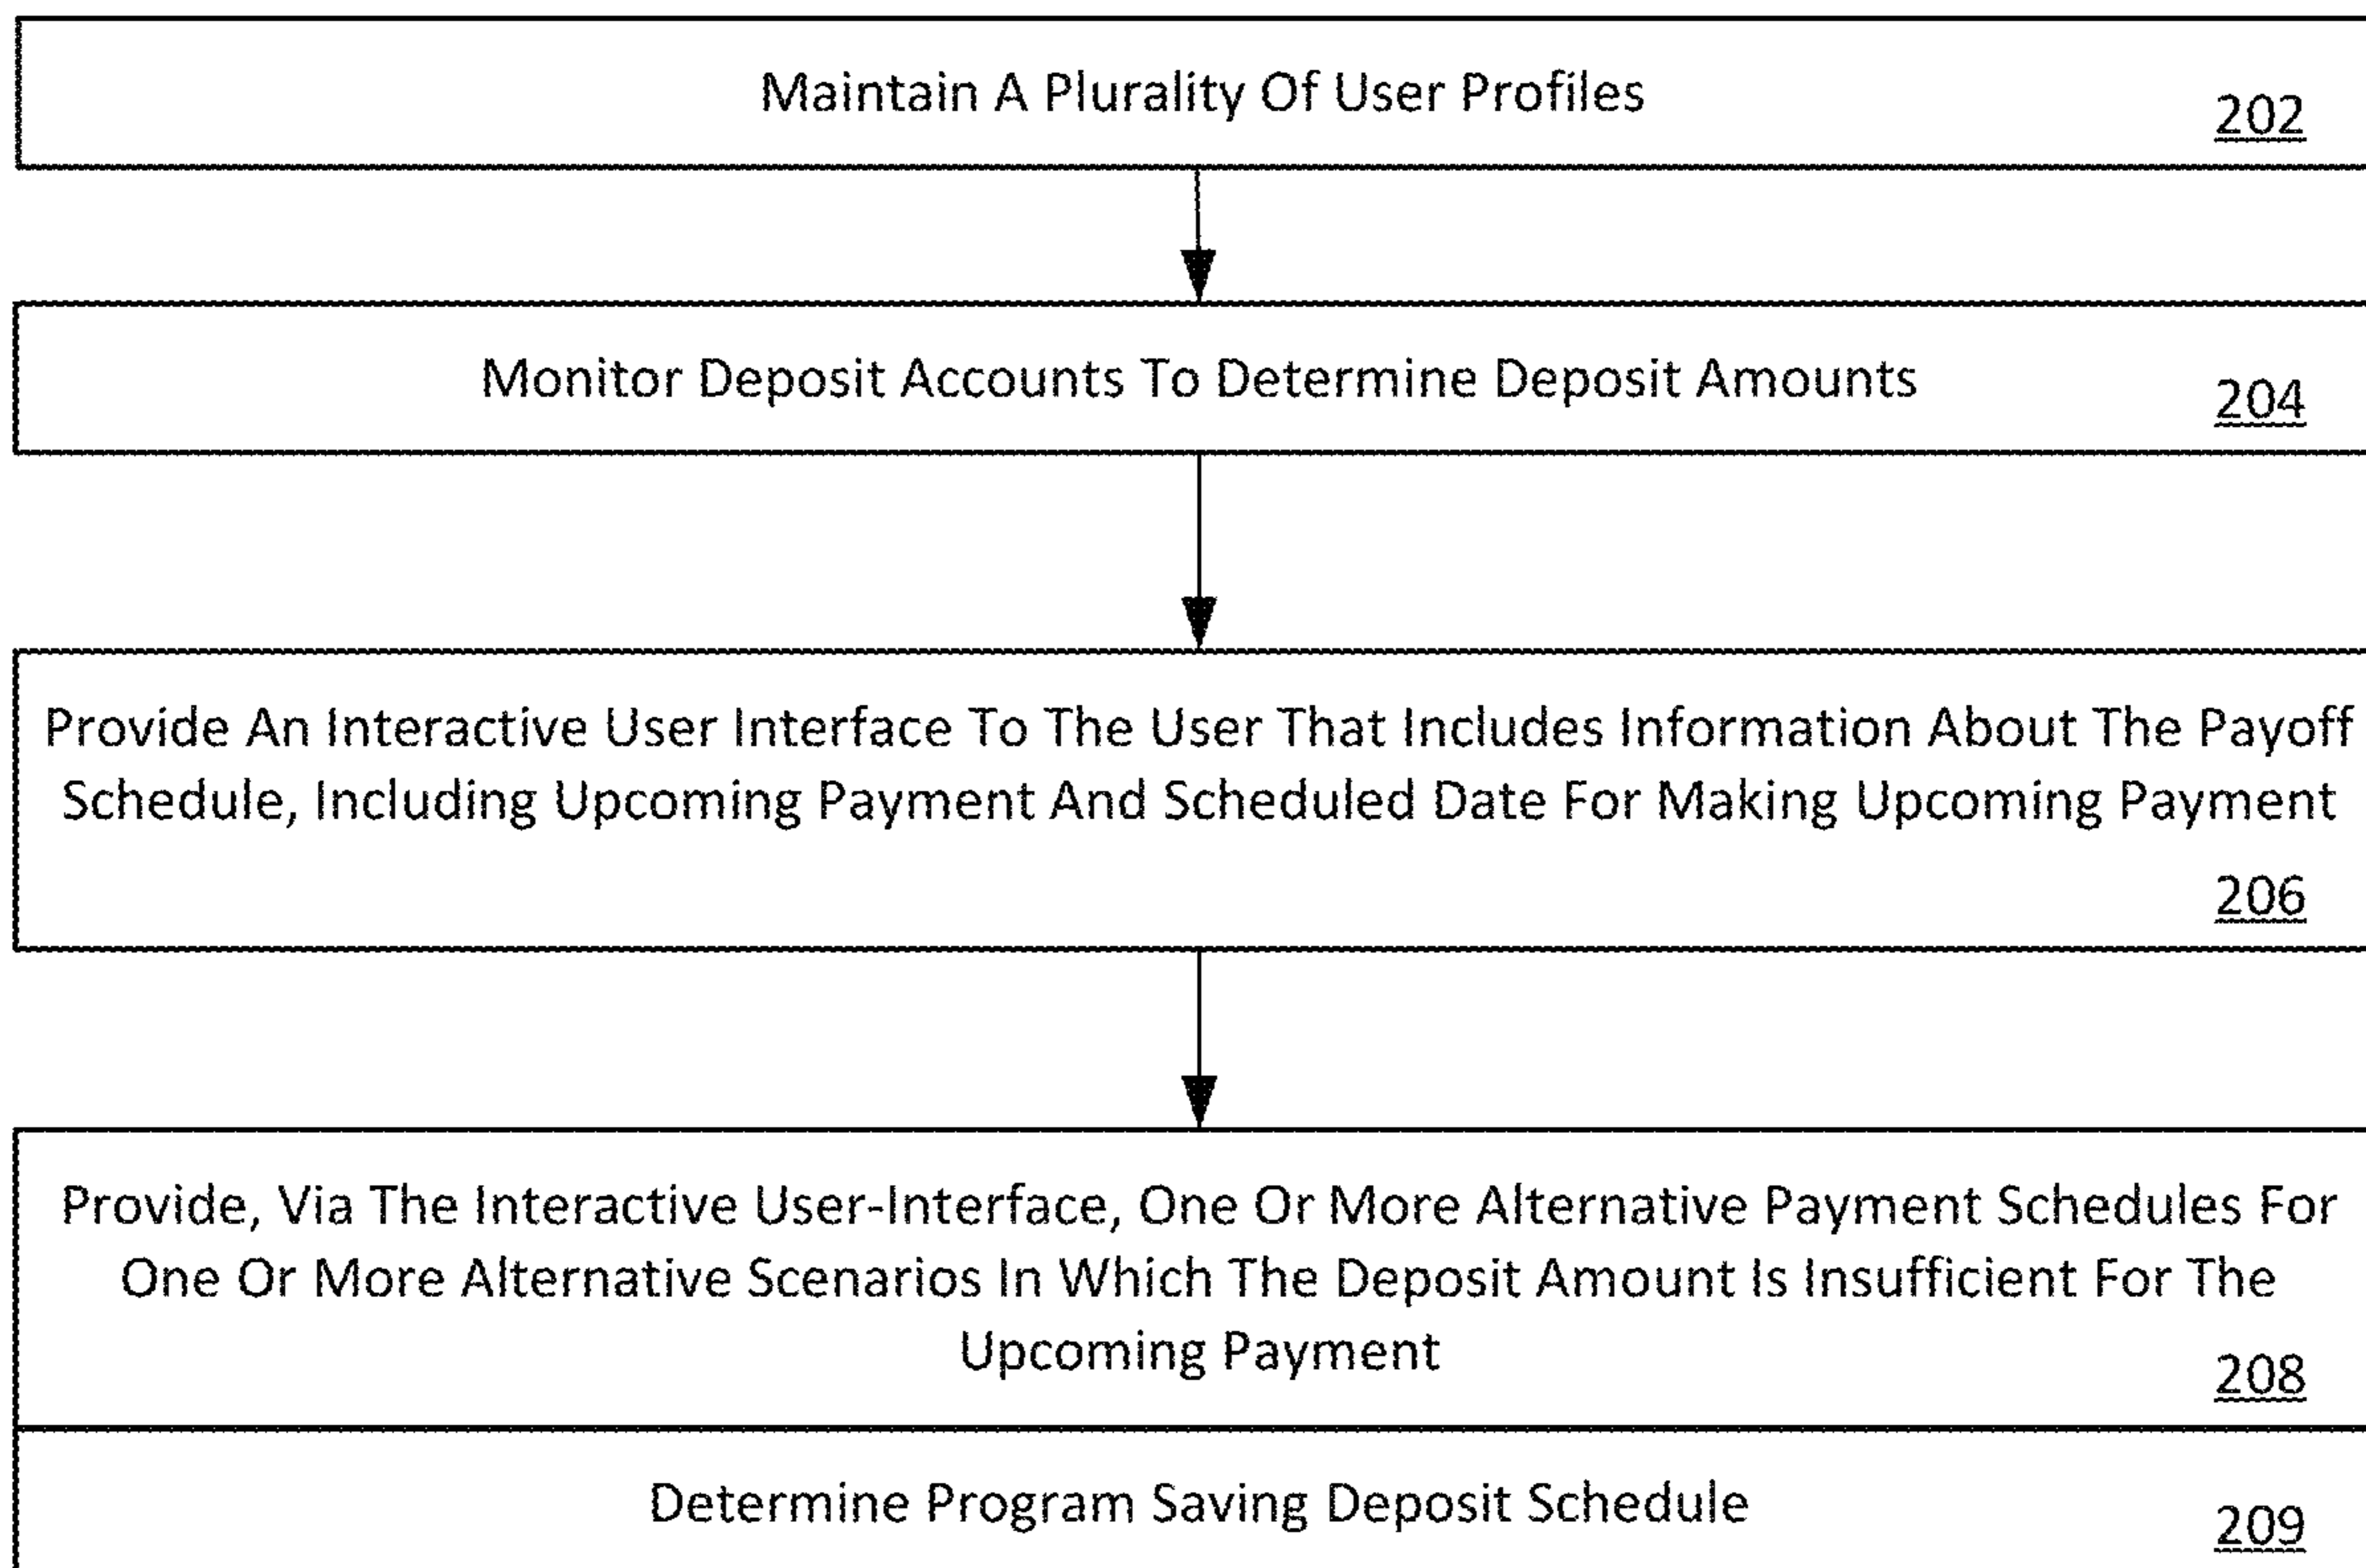 Maintain A Plurality Of User Profiles
202
Monitor Deposit Accounts To Determine Deposit Amounts
204
Provide An Interactive User Interface To The User That Includes Information About The Payoff
Schedule, Including Upcoming Payment And Scheduled Date For Making Upcoming Payment
206
Provide, Via The Interactive User-Interface, One Or More Alternative Payment Schedules For
One Or More Alternative Scenarios In Which The Deposit Amount Is Insufficient For The
Upcoming Payment
208
Determine Program Saving Deposit Schedule
209